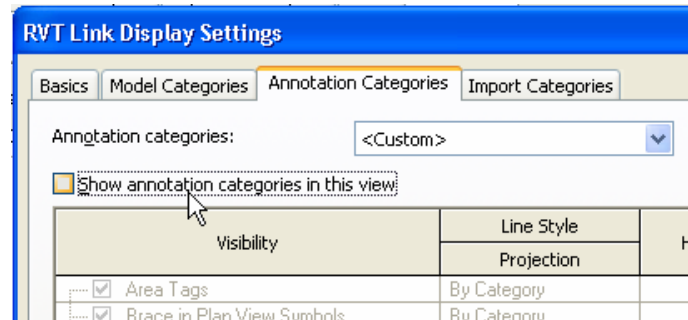 RVT Link Display Settings
Basics Model Categories Annotation Categories Import Categories
Annotation categories: <Custom>
Show annotation categories in this view
Visibility Line Style
Projection
Area Tags By Category
Brace in Plan View Symbols By Category